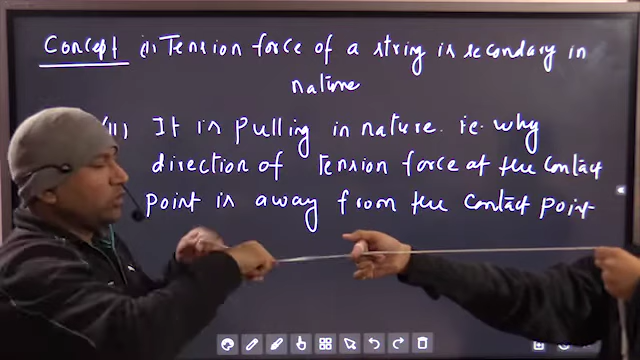 Concept (i) Tension force of a string is secondary in
nature
(ii) It is pulling in nature. i.e. why
direction of Tension force at the contact
point is away from the contact point